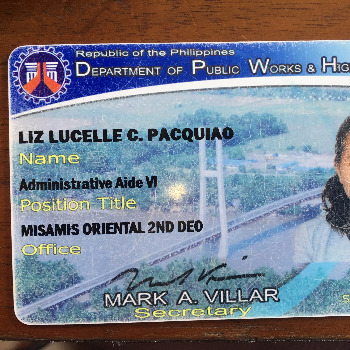 Republic of the Philippines
DEPARTMENT OF PUBLIC WORKS & HIG
LIZ LUCELLE C. PACQUIAO
Name
Administrative Aide VI
Position Title
MISAMIS ORIENTAL 2ND DEO
Office
MARK A. VILLAR
Secretary
S